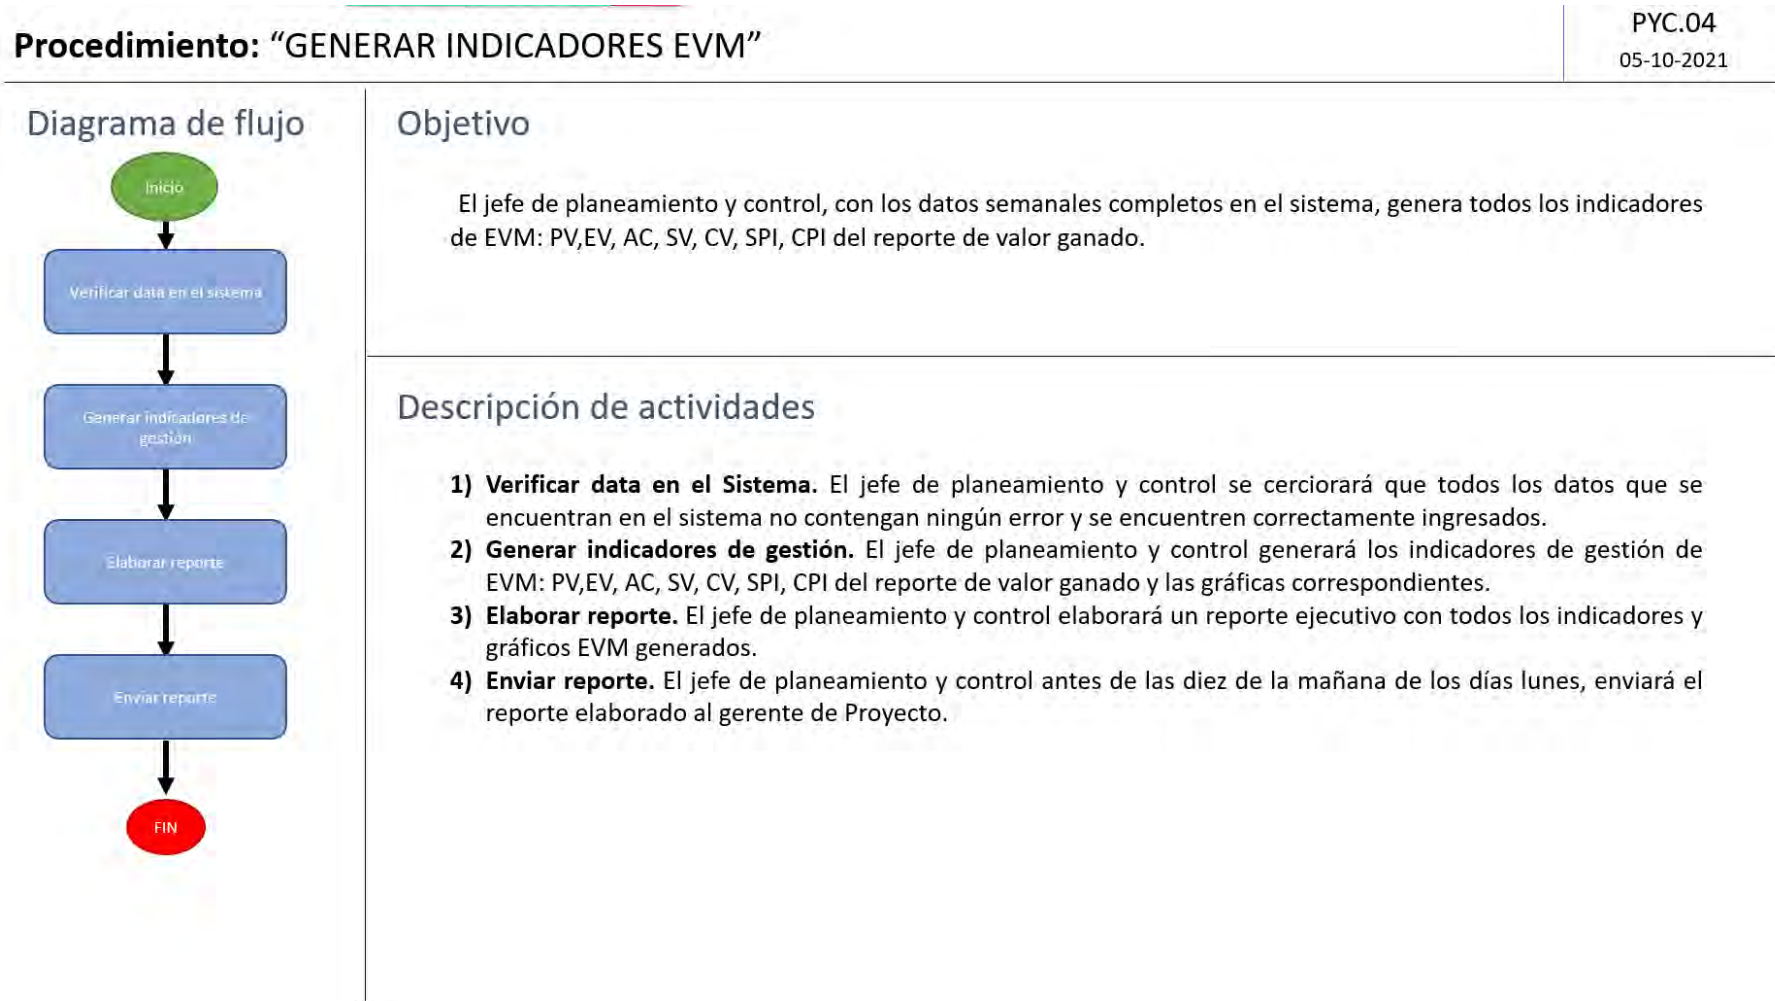 Procedimiento: “GENERAR INDICADORES EVM”
PYC.04
05-10-2021
Diagrama de flujo
Inicio
Verificar data en el sistema
Generar indicadores de
gestión
Elaborar reporte
Enviar reporte
FIN
Objetivo
El jefe de planeamiento y control, con los datos semanales completos en el sistema, genera todos los indicadores
de EVM: PV,EV, AC, SV, CV, SPI, CPI del reporte de valor ganado.
Descripción de actividades
1) Verificar data en el Sistema. El jefe de planeamiento y control se cerciorará que todos los datos que se
encuentran en el sistema no contengan ningún error y se encuentren correctamente ingresados.
2) Generar indicadores de gestión. El jefe de planeamiento y control generará los indicadores de gestión de
EVM: PV,EV, AC, SV, CV, SPI, CPI del reporte de valor ganado y las gráficas correspondientes.
3) Elaborar reporte. El jefe de planeamiento y control elaborará un reporte ejecutivo con todos los indicadores y
gráficos EVM generados.
4) Enviar reporte. El jefe de planeamiento y control antes de las diez de la mañana de los días lunes, enviará el
reporte elaborado al gerente de Proyecto.